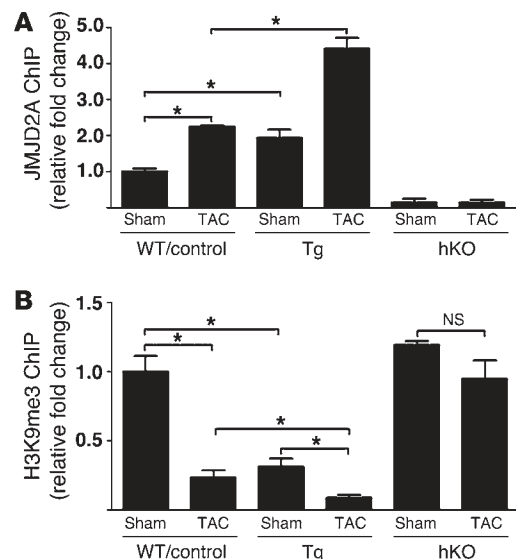 A
JMJD2A ChIP
(relative fold change)
5.0
4.0
3.0
2.0
1.0
*
*
*
Sham TAC Sham TAC Sham TAC
WT/control Tg hKO
B
H3K9me3 ChIP
(relative fold change)
1.5
1.0
0.5
*
*
*
*
NS
Sham TAC Sham TAC Sham TAC
WT/control Tg hKO